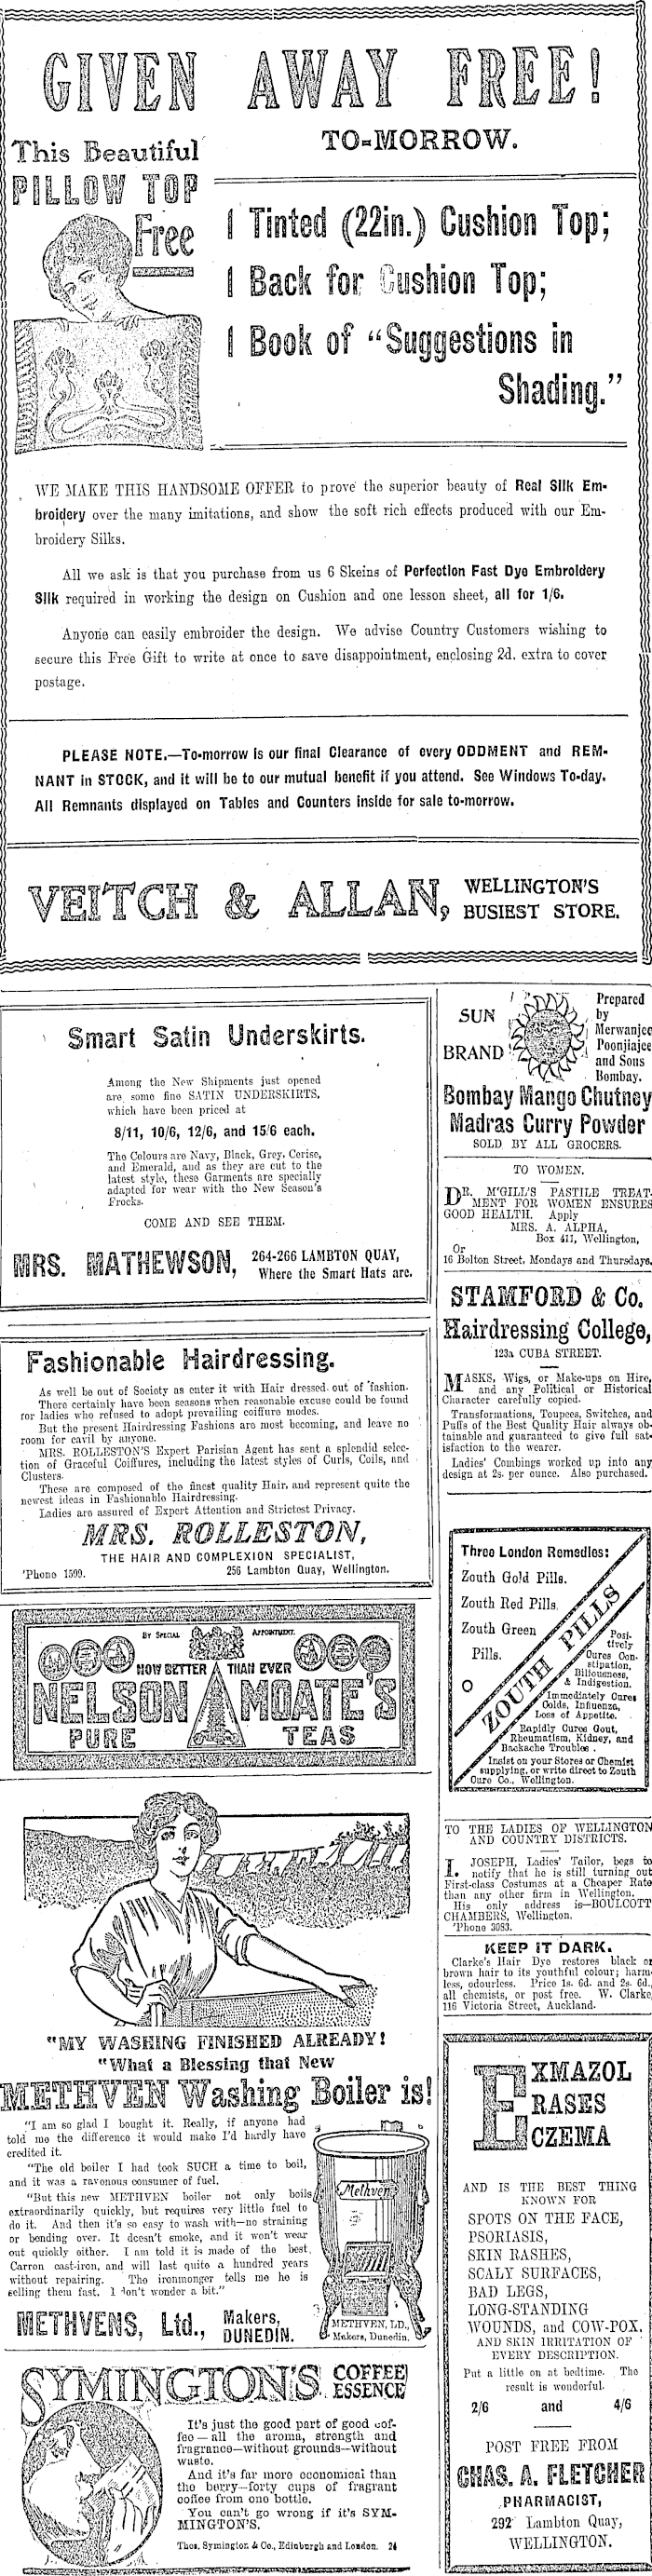 GIVEN AWAY FREE!
TO-MORROW.
This Beautiful
PILLOW TOP
Free
1 Tinted (22in.) Cushion Top;
1 Back for Cushion Top;
1 Book of "Suggestions in
Shading."
WE MAKE THIS HANDSOME OFFER to prove the superior beauty of Real Silk Em-
broidery over the many imitations, and show the soft rich effects produced with our Em-
broidery Silks.
All we ask is that you purchase from us 6 Skeins of Perfection Fast Dye Embroidery
Silk required in working the design on Cushion and one lesson sheet, all for 1/6.
Anyone can easily embroider the design. We advise Country Customers wishing to
secure this Free Gift to write at once to save disappointment, enclosing 2d. extra to cover
postage.
PLEASE NOTE.—To-morrow is our final Clearance of every ODDMENT and REM-
NANT in STOCK, and it will be to our mutual benefit if you attend. See Windows To-day.
All Remnants displayed on Tables and Counters inside for sale to-morrow.
VEITCH & ALLAN,
WELLINGTON'S
BUSIEST STORE.
Smart Satin Underskirts.
Among the New Shipments just opened
are some fine SATIN UNDERSKIRTS,
which have been priced at
8/11, 10/6, 12/6, and 15/6 each.
The Colours are Navy, Black, Grey, Cerise,
and Emerald, and as they are cut to the
latest style, these Garments are specially
adapted for wear with the New Season's
Frocks.
COME AND SEE THEM.
MRS. MATHEWSON,
264-266 LAMBTON QUAY,
Where the Smart Hats are.
Fashionable Hairdressing.
As well be out of Society as enter it with Hair dressed out of fashion.
There certainly have been seasons when reasonable excuse could be found
for ladies who refused to adopt prevailing coiffure modes.
But the present Hairdressing Fashions are most becoming, and leave no
room for cavil by anyone.
MRS. ROLLESTON'S Expert Parisian Agent has sent a splendid selec-
tion of Graceful Coiffures, including the latest styles of Curls, Coils, and
Clusters.
These are composed of the finest quality Hair, and represent quite the
newest ideas in Fashionable Hairdressing.
Ladies are assured of Expert Attention and Strictest Privacy.
MRS. ROLLESTON,
THE HAIR AND COMPLEXION SPECIALIST,
'Phone 1599. 256 Lambton Quay, Wellington.
BY SPECIAL APPOINTMENT.
NOW BETTER THAN EVER
NELSON MOATE'S
PURE TEAS
"MY WASHING FINISHED ALREADY!
"What a Blessing that New
METHVEN Washing Boiler is!
"I am so glad I bought it. Really, if anyone had
told me the difference it would make I'd hardly have
credited it.
"The old boiler I had took SUCH a time to boil,
and it was a ravenous consumer of fuel.
"But this new METHVEN boiler not only boils
extraordinarily quickly, but requires very little fuel to
do it. And then it's so easy to wash with—no straining
or bending over. It doesn't smoke, and it won't wear
out quickly either. I am told it is made of the best
Carron cast-iron, and will last quite a hundred years
without repairing. The ironmonger tells me he is
selling them fast. I don't wonder a bit."
METHVENS, Ltd.,
Makers,
DUNEDIN.
Methven
METHVEN, LD.,
Makers, Dunedin.
SYMINGTON'S
COFFEE
ESSENCE
It's just the good part of good cof-
fee—all the aroma, strength and
fragrance—without grounds—without
waste.
And it's far more economical than
the berry—forty cups of fragrant
coffee from one bottle.
You can't go wrong if it's SYM-
MINGTON'S.
Thos. Symington & Co., Edinburgh and London. 24
SUN
BRAND
Prepared
by
Merwanjee
Poonjiajee
and Sons
Bombay.
Bombay Mango Chutney
Madras Curry Powder
SOLD BY ALL GROCERS.
TO WOMEN.
DR. M'GILL'S PASTILE TREAT-
MENT FOR WOMEN ENSURES
GOOD HEALTH. Apply
MRS. A. ALPHA,
Box 411, Wellington,
Or
16 Bolton Street, Mondays and Thursdays.
STAMFORD & Co.
Hairdressing College,
123a CUBA STREET.
MASKS, Wigs, or Make-ups on Hire,
and any Political or Historical
Character carefully copied.
Transformations, Toupees, Switches, and
Puffs of the Best Quality Hair always ob-
tainable and guaranteed to give full sat-
isfaction to the wearer.
Ladies' Combings worked up into any
design at 2s. per ounce. Also purchased.
Three London Remedies:
Zouth Gold Pills.
Zouth Red Pills.
Zouth Green
Pills.
ZOUTH PILLS
Posi-
tively
Cures Con-
stipation,
Biliousness,
& Indigestion.
Immediately Cures
Colds, Influenza,
Loss of Appetite.
Rapidly Cures Gout,
Rheumatism, Kidney, and
Backache Troubles.
Insist on your Stores or Chemist
supplying, or write direct to Zouth
Cure Co., Wellington.
TO THE LADIES OF WELLINGTON
AND COUNTRY DISTRICTS.
I. JOSEPH, Ladies' Tailor, begs to
notify that he is still turning out
First-class Costumes at a Cheaper Rate
than any other firm in Wellington.
His only address is—BOULCOTT
CHAMBERS, Wellington.
'Phone 3083.
KEEP IT DARK.
Clarke's Hair Dye restores black or
brown hair to its youthful colour; harm-
less, odourless. Price 1s. 6d. and 2s. 6d.,
all chemists, or post free. W. Clarke,
116 Victoria Street, Auckland.
EXMAZOL
ERASES
ECZEMA
AND IS THE BEST THING
KNOWN FOR
SPOTS ON THE FACE,
PSORIASIS,
SKIN RASHES,
SCALY SURFACES,
BAD LEGS,
LONG-STANDING
WOUNDS, and COW-POX,
AND SKIN IRRITATION OF
EVERY DESCRIPTION.
Put a little on at bedtime. The
result is wonderful.
2/6 and 4/6
POST FREE FROM
CHAS. A. FLETCHER
PHARMACIST,
292 Lambton Quay,
WELLINGTON.